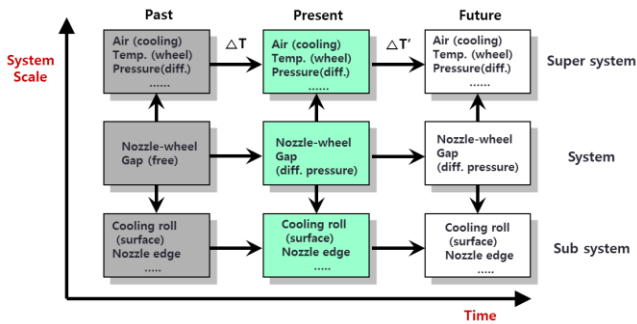 Past Present Future
System
Scale
Air (cooling)
Temp. (wheel)
Pressure(diff.)
......
△T
Air (cooling)
Temp. (wheel)
Pressure(diff.)
......
△T'
Air (cooling)
Temp. (wheel)
Pressure(diff.)
......
Super system
Nozzle-wheel
Gap (free)
Nozzle-wheel
Gap
(diff. pressure)
Nozzle-wheel
Gap
(diff. pressure)
System
Cooling roll
(surface)
Nozzle edge
.....
Cooling roll
(surface)
Nozzle edge
.....
Cooling roll
(surface)
Nozzle edge
.....
Sub system
Time